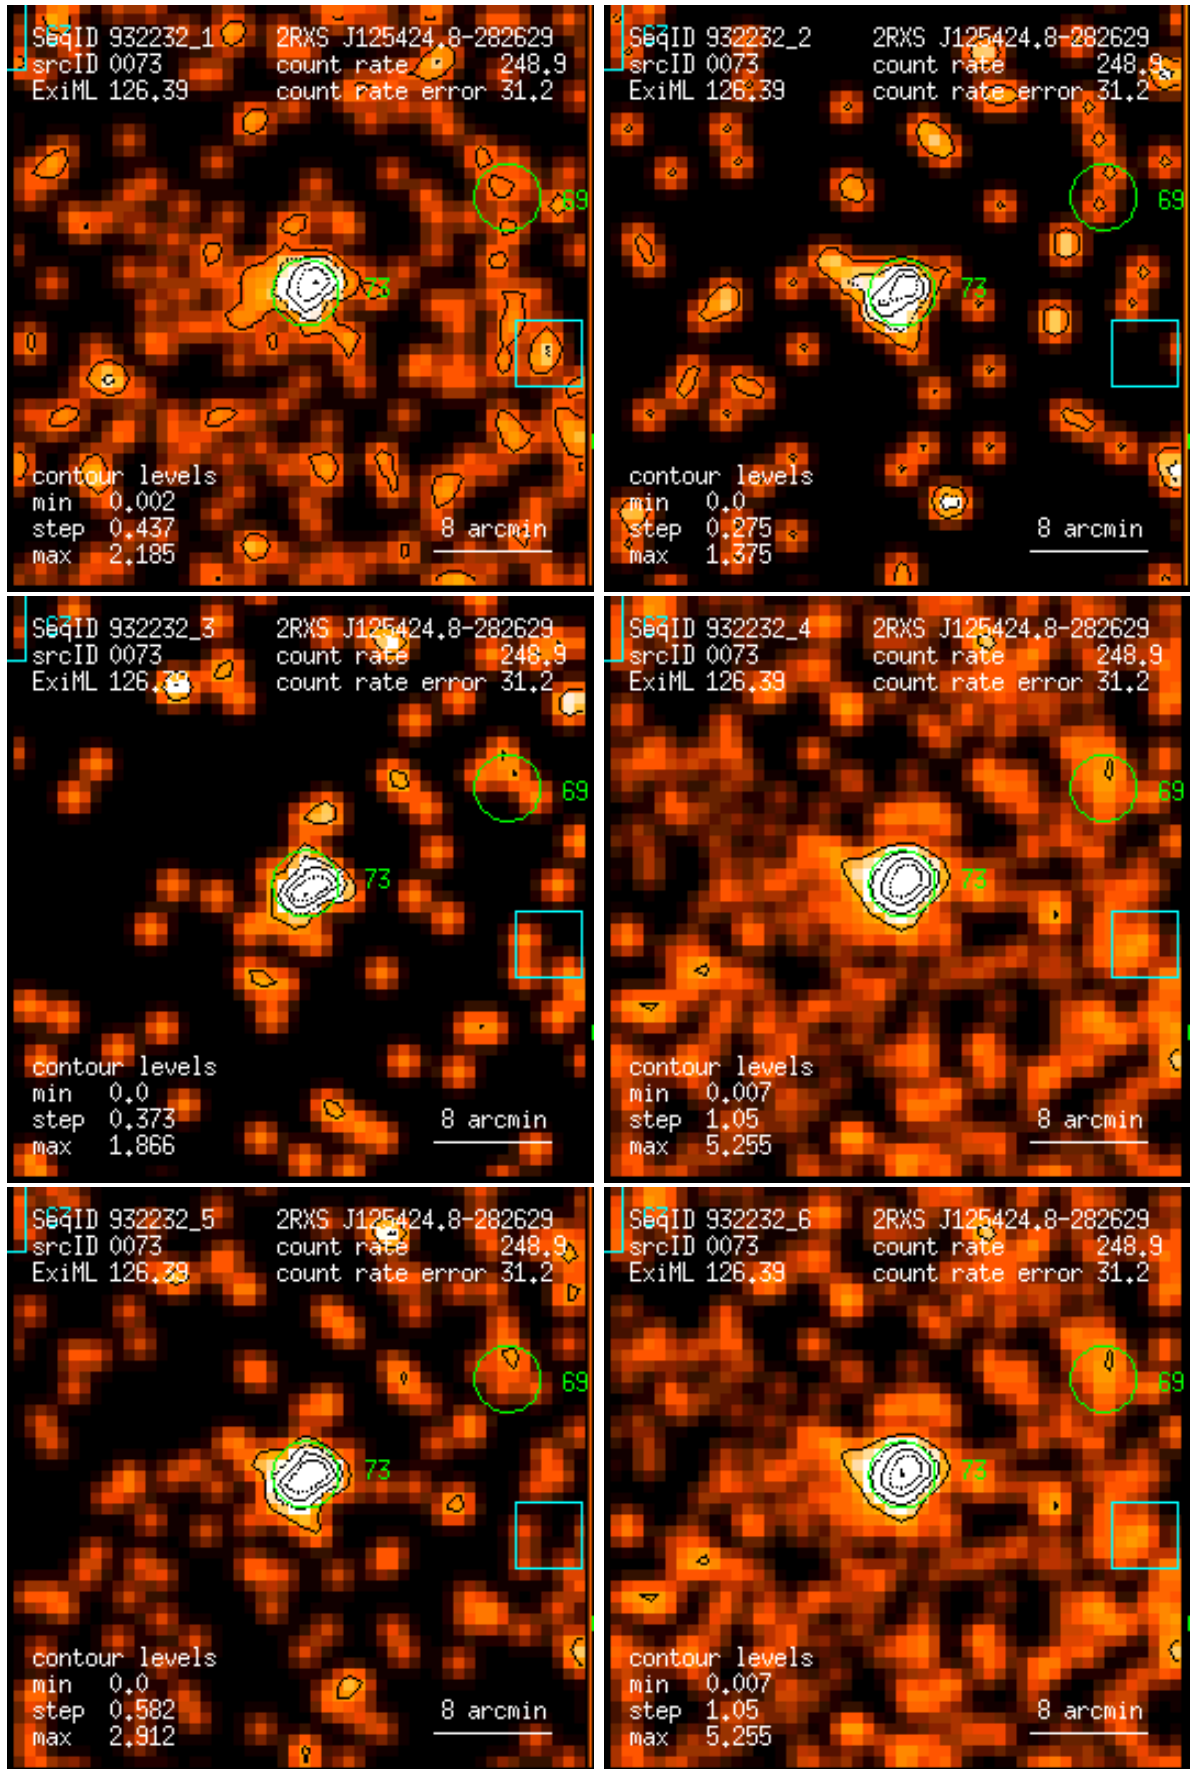 SeqID 932232_1 2RXS J125424.8-282629
srcID 0073 count rate 248.9
ExiML 126.39 count rate error 31.2
69
73
contour levels
min 0.002
step 0.437 8 arcmin
max 2.185
SeqID 932232_2 2RXS J125424.8-282629
srcID 0073 count rate 248.9
ExiML 126.39 count rate error 31.2
69
73
contour levels
min 0.0
step 0.275 8 arcmin
max 1.375
SeqID 932232_3 2RXS J125424.8-282629
srcID 0073 count rate 248.9
ExiML 126.39 count rate error 31.2
69
73
contour levels
min 0.0
step 0.373 8 arcmin
max 1.866
SeqID 932232_4 2RXS J125424.8-282629
srcID 0073 count rate 248.9
ExiML 126.39 count rate error 31.2
69
73
contour levels
min 0.007
step 1.05 8 arcmin
max 5.255
SeqID 932232_5 2RXS J125424.8-282629
srcID 0073 count rate 248.9
ExiML 126.39 count rate error 31.2
69
73
contour levels
min 0.0
step 0.582 8 arcmin
max 2.912
SeqID 932232_6 2RXS J125424.8-282629
srcID 0073 count rate 248.9
ExiML 126.39 count rate error 31.2
69
73
contour levels
min 0.007
step 1.05 8 arcmin
max 5.255